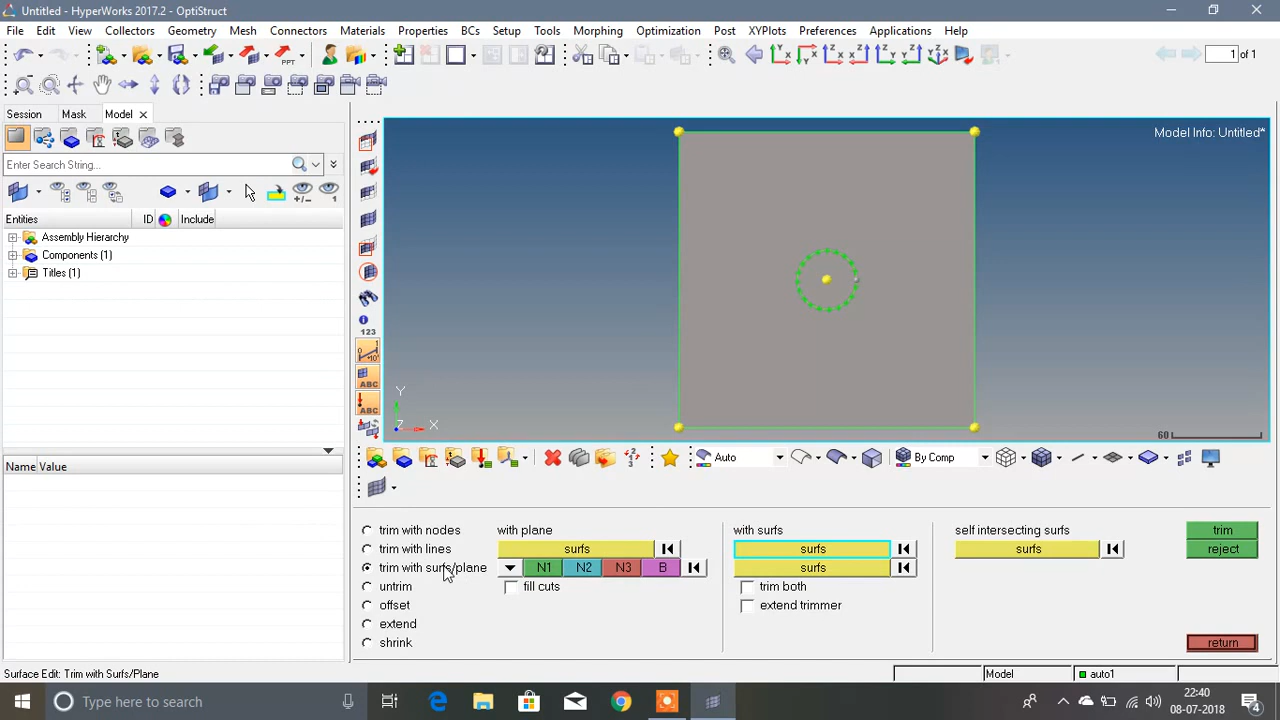 Untitled - HyperWorks 2017.2 - OptiStruct
File Edit View Collectors Geometry Mesh Connectors Materials Properties BCs Setup Tools Morphing Optimization Post XYPlots Preferences Applications Help
1 of 1
Session Mask Model
Model Info: Untitled*
Enter Search String...
Entities ID Include
Assembly Hierarchy
Components (1)
Titles (1)
123
ABC
ABC
Y
Z X
60
Auto By Comp
Name Value
trim with nodes with plane with surfs self intersecting surfs trim
trim with lines surfs surfs surfs reject
trim with surfs/plane N1 N2 N3 B surfs
untrim fill cuts trim both
offset extend trimmer
extend
shrink return
Surface Edit: Trim with Surfs/Plane Model auto1
Type here to search
22:40
08-07-2018
4